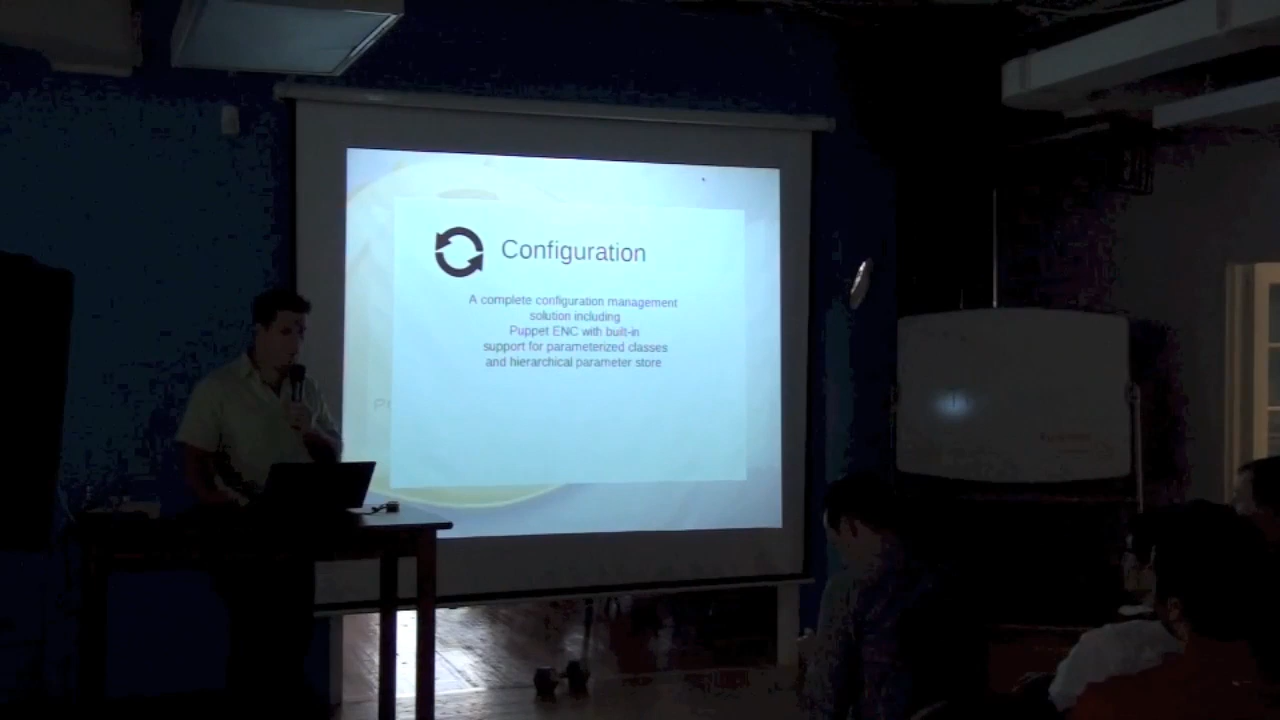 Configuration
A complete configuration management
solution including
Puppet ENC with built-in
support for parameterized classes
and hierarchical parameter store